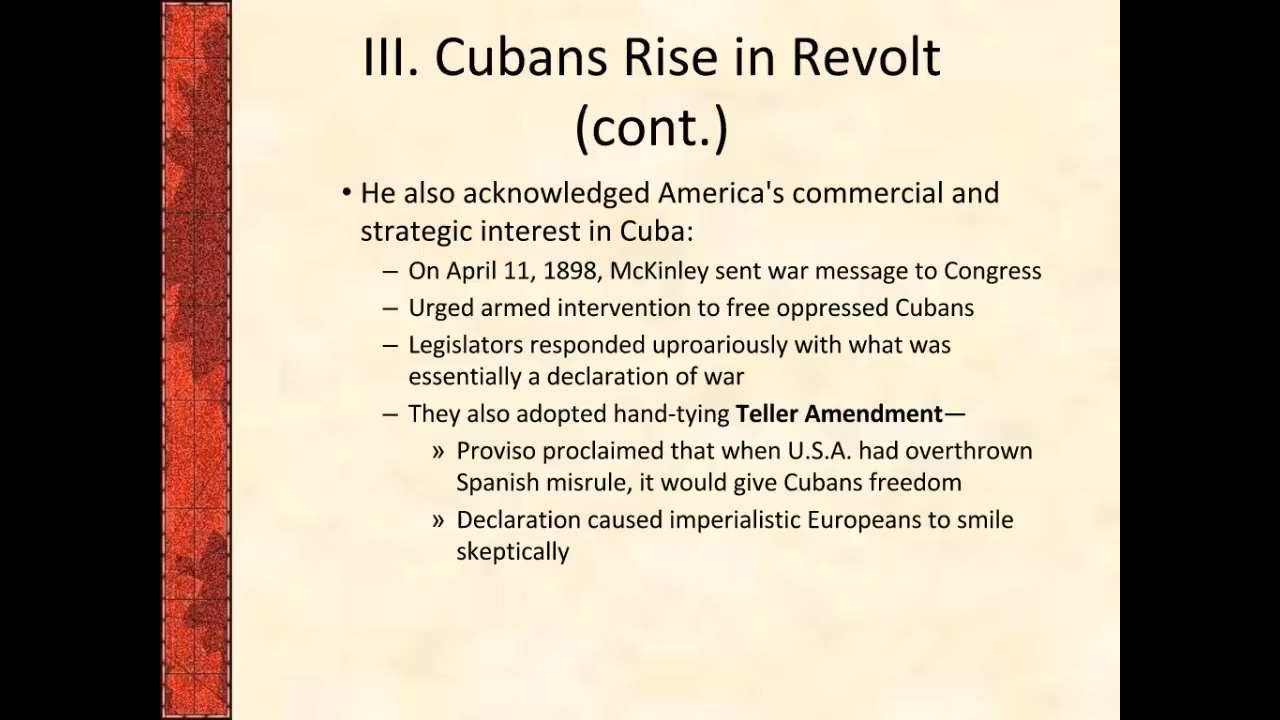 III. Cubans Rise in Revolt
(cont.)
• He also acknowledged America's commercial and
strategic interest in Cuba:
– On April 11, 1898, McKinley sent war message to Congress
– Urged armed intervention to free oppressed Cubans
– Legislators responded uproariously with what was
essentially a declaration of war
– They also adopted hand-tying Teller Amendment—
» Proviso proclaimed that when U.S.A. had overthrown
Spanish misrule, it would give Cubans freedom
» Declaration caused imperialistic Europeans to smile
skeptically